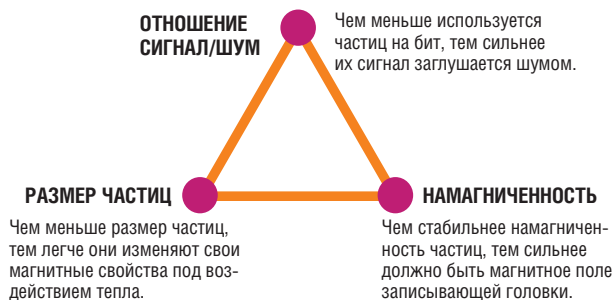 ОТНОШЕНИЕ
СИГНАЛ/ШУМ
Чем меньше используется
частиц на бит, тем сильнее
их сигнал заглушается шумом.
РАЗМЕР ЧАСТИЦ
Чем меньше размер частиц,
тем легче они изменяют свои
магнитные свойства под воз-
действием тепла.
НАМАГНИЧЕННОСТЬ
Чем стабильнее намагничен-
ность частиц, тем сильнее
должно быть магнитное поле
записывающей головки.